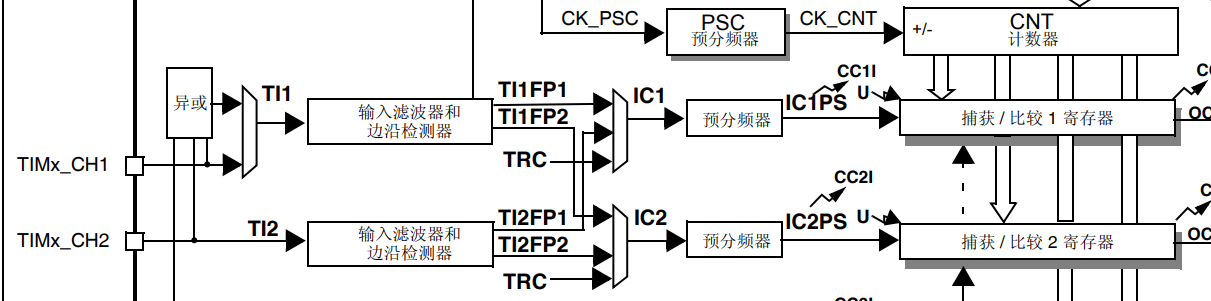 CK_PSC
PSC
预分频器
CK_CNT
+/-
CNT
计数器
异或
TI1
输入滤波器和
边沿检测器
TI1FP1
TI1FP2
TRC
IC1
预分频器
CC1I
U
IC1PS
捕获 / 比较 1 寄存器
OC
TIMx_CH1
TIMx_CH2
TI2
输入滤波器和
边沿检测器
TI2FP1
TI2FP2
TRC
IC2
预分频器
CC2I
U
IC2PS
捕获 / 比较 2 寄存器
OC